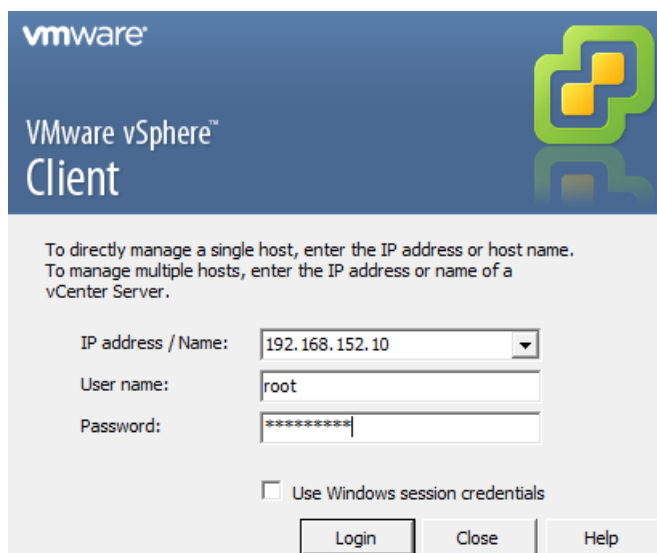 vmware
VMware vSphere™
Client
To directly manage a single host, enter the IP address or host name.
To manage multiple hosts, enter the IP address or name of a
vCenter Server.
IP address / Name: 192.168.152.10
User name: root
Password: *********
Use Windows session credentials
Login Close Help